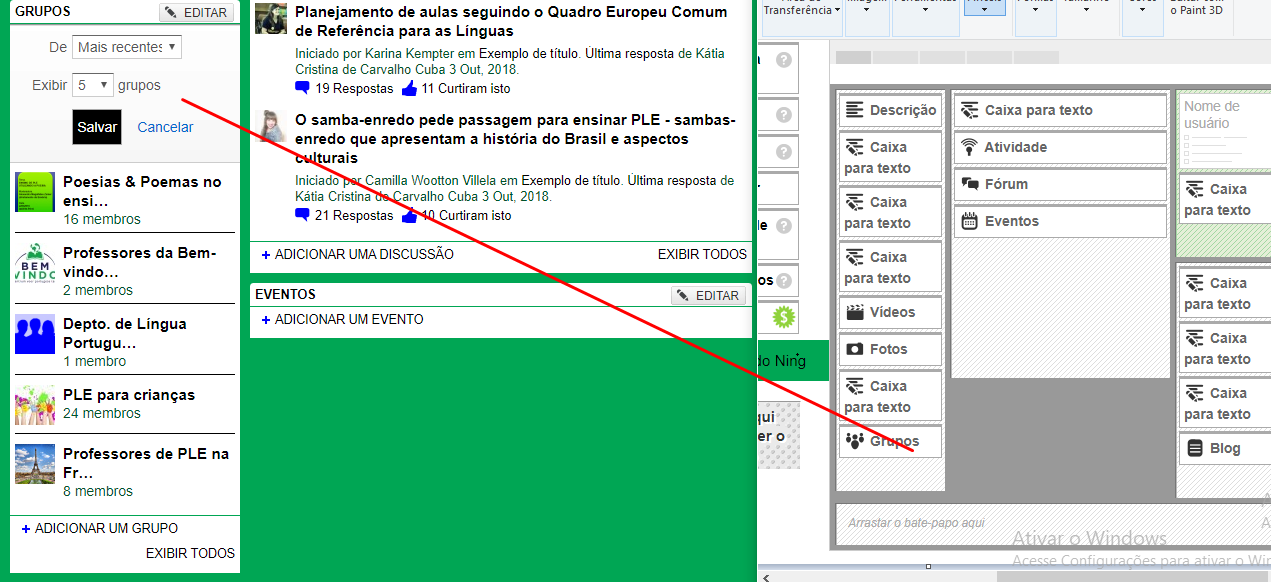 GRUPOS
EDITAR
De Mais recentes
Exibir 5 grupos
Salvar Cancelar
Poesias & Poemas no
ensi...
16 membros
Professores da Bem-
vindo...
2 membros
Depto. de Língua
Portugu...
1 membro
PLE para crianças
24 membros
Professores de PLE na
Fr...
8 membros
+ ADICIONAR UM GRUPO
EXIBIR TODOS
Planejamento de aulas seguindo o Quadro Europeu Comum
de Referência para as Línguas
Iniciado por Karina Kempter em Exemplo de título. Última resposta de Kátia
Cristina de Carvalho Cuba 3 Out, 2018.
19 Respostas 11 Curtiram isto
O samba-enredo pede passagem para ensinar PLE - sambas-
enredo que apresentam a história do Brasil e aspectos
culturais
Iniciado por Camilla Wootton Villela em Exemplo de título. Última resposta de
Kátia Cristina de Carvalho Cuba 3 Out, 2018.
21 Respostas 10 Curtiram isto
+ ADICIONAR UMA DISCUSSÃO
EXIBIR TODOS
EVENTOS
EDITAR
+ ADICIONAR UM EVENTO
Transferência
o Paint 3D
de
os
do Ning
qui
er o
Descrição
Caixa
para texto
Caixa
para texto
Caixa
para texto
Vídeos
Fotos
Caixa
para texto
Grupos
Caixa para texto
Atividade
Fórum
Eventos
Nome de
usuário
Caixa
para texto
Caixa
para texto
Caixa
para texto
Caixa
para texto
Blog
Arrastar o bate-papo aqui
Ativar o Windows
Acesse Configurações para ativar o Win